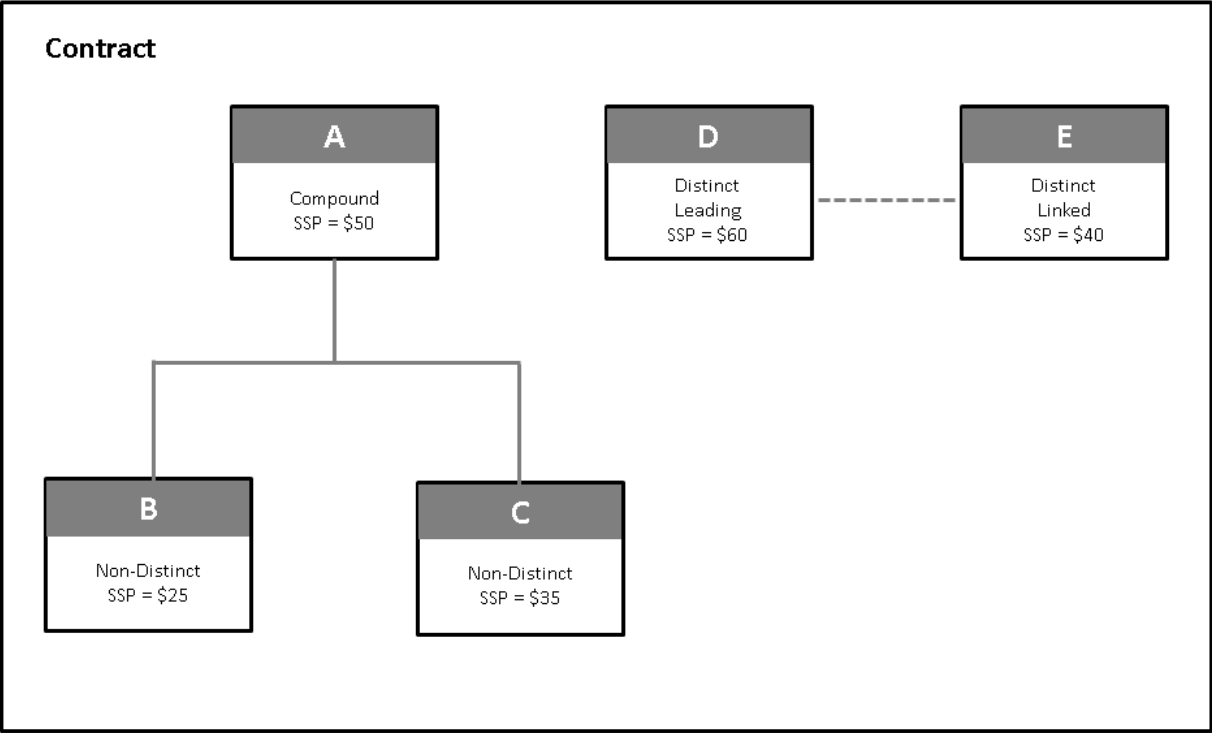 Contract
A
Compound
SSP = $50
D
Distinct
Leading
SSP = $60
E
Distinct
Linked
SSP = $40
B
Non-Distinct
SSP = $25
C
Non-Distinct
SSP = $35